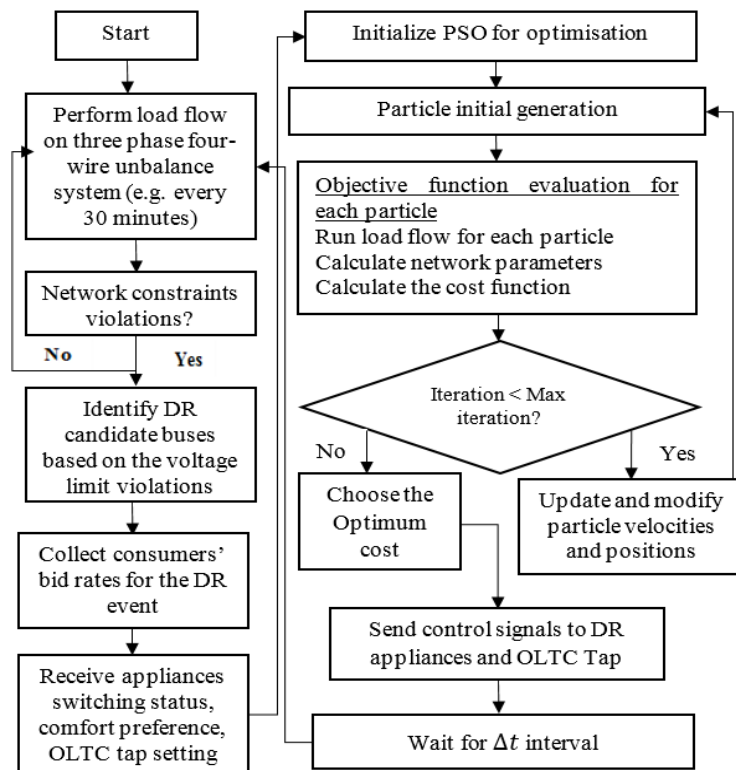 Start
Perform load flow
on three phase four-
wire unbalance
system (e.g. every
30 minutes)
Network constraints
violations?
No
Yes
Identify DR
candidate buses
based on the voltage
limit violations
Collect consumers’
bid rates for the DR
event
Receive appliances
switching status,
comfort preference,
OLTC tap setting
Initialize PSO for optimisation
Particle initial generation
Objective function evaluation for
each particle
Run load flow for each particle
Calculate network parameters
Calculate the cost function
Iteration < Max
iteration?
No
Yes
Choose the
Optimum
cost
Update and modify
particle velocities
and positions
Send control signals to DR
appliances and OLTC Tap
Wait for Δt interval